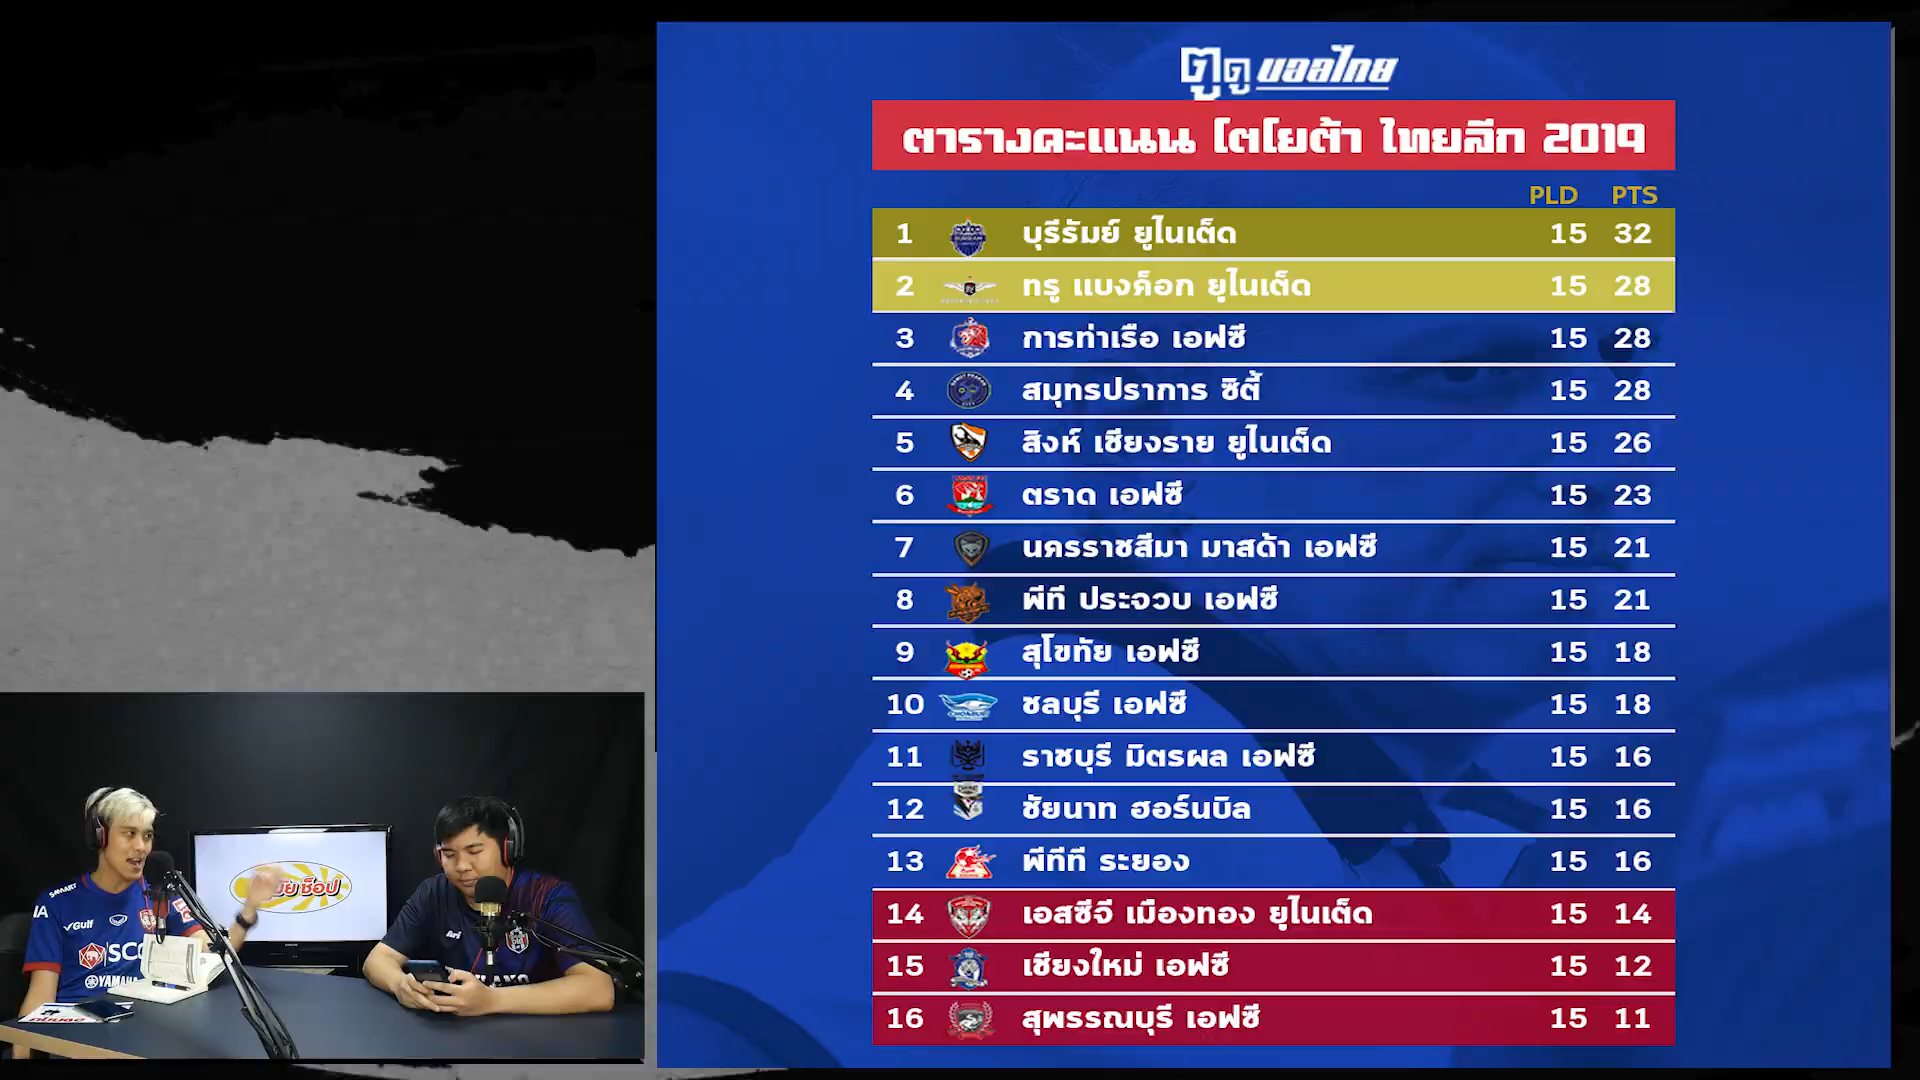 ตูดูบอลไทย
ตารางคะแนน โตโยต้า ไทยลีก 2019
PLD PTS
1 บุรีรัมย์ ยูไนเต็ด 15 32
2 ทรู แบงค็อก ยูไนเต็ด 15 28
3 การท่าเรือ เอฟซี 15 28
4 สมุทรปราการ ซิตี้ 15 28
5 สิงห์ เชียงราย ยูไนเต็ด 15 26
6 ตราด เอฟซี 15 23
7 นครราชสีมา มาสด้า เอฟซี 15 21
8 พีที ประจวบ เอฟซี 15 21
9 สุโขทัย เอฟซี 15 18
10 ชลบุรี เอฟซี 15 18
11 ราชบุรี มิตรผล เอฟซี 15 16
12 ชัยนาท ฮอร์นบิล 15 16
13 พีทีที ระยอง 15 16
14 เอสซีจี เมืองทอง ยูไนเต็ด 15 14
15 เชียงใหม่ เอฟซี 15 12
16 สุพรรณบุรี เอฟซี 15 11
ช็อป
SMART
Gulf
SCG
YAMAHA
Ari